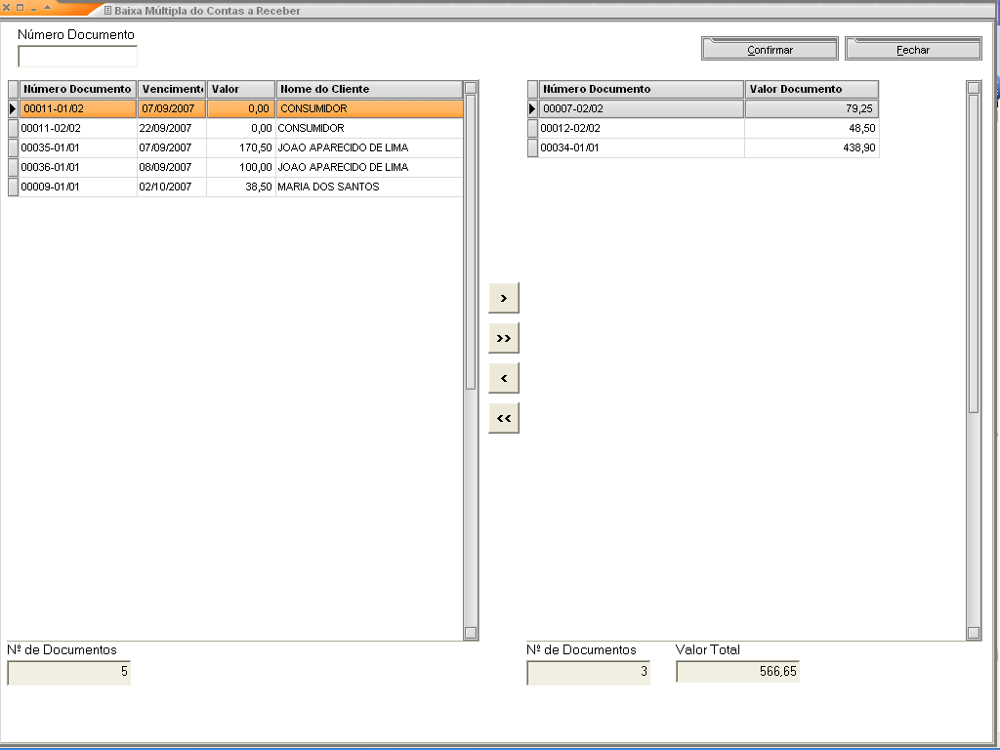 Baixa Múltipla do Contas a Receber
Número Documento
Confirmar Fechar
Número Documento Vencimento Valor Nome do Cliente
00011-01/02 07/09/2007 0,00 CONSUMIDOR
00011-02/02 22/09/2007 0,00 CONSUMIDOR
00035-01/01 07/09/2007 170,50 JOAO APARECIDO DE LIMA
00036-01/01 08/09/2007 100,00 JOAO APARECIDO DE LIMA
00009-01/01 02/10/2007 38,50 MARIA DOS SANTOS
Número Documento Valor Documento
00007-02/02 79,25
00012-02/02 48,50
00034-01/01 438,90
>
>>
<
<<
Nº de Documentos
5
Nº de Documentos Valor Total
3 566,65